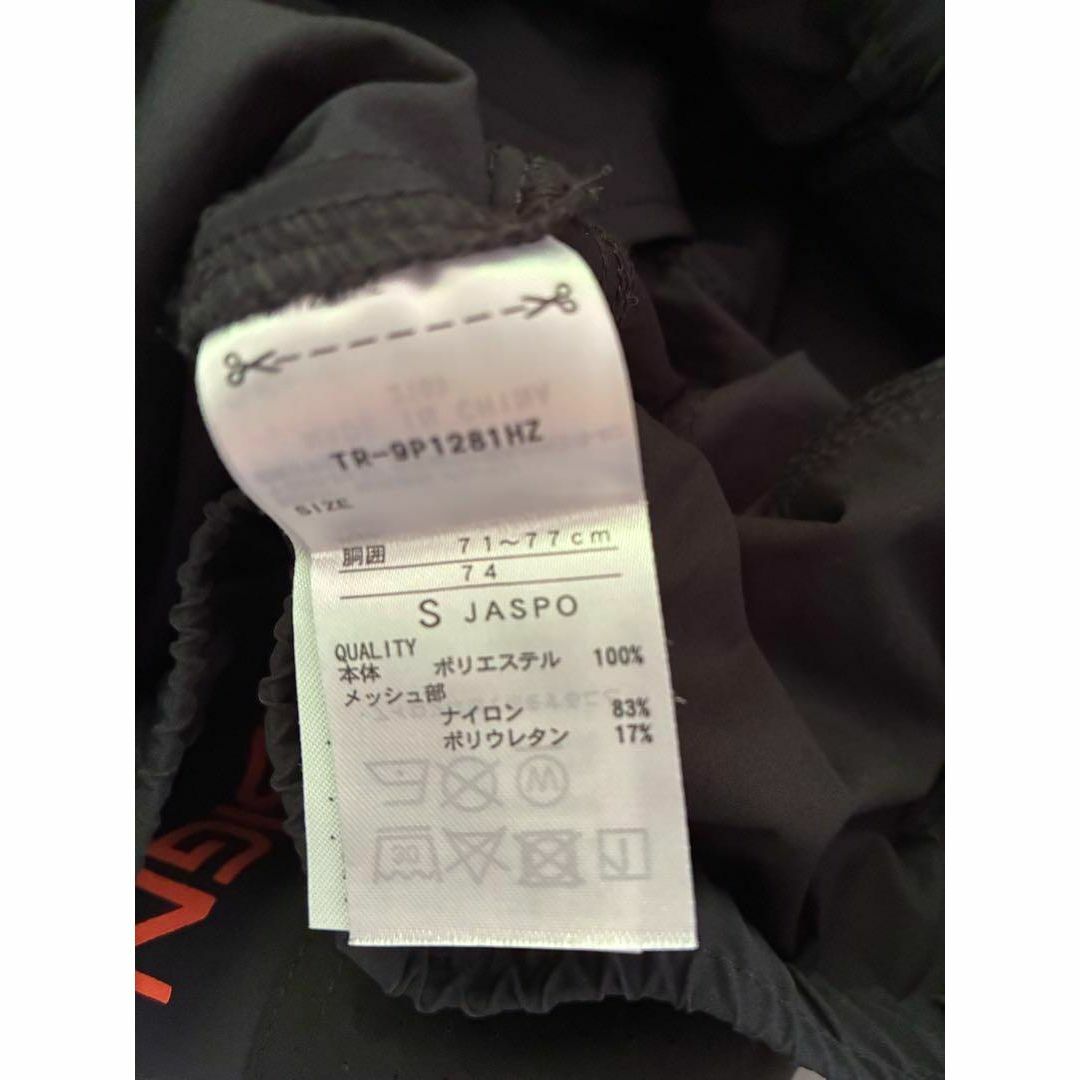 TR-9P1281HZ
SIZE
胴囲 71～77cm
74
S JASPO
QUALITY
本体 ポリエステル 100%
メッシュ部
ナイロン 83%
ポリウレタン 17%